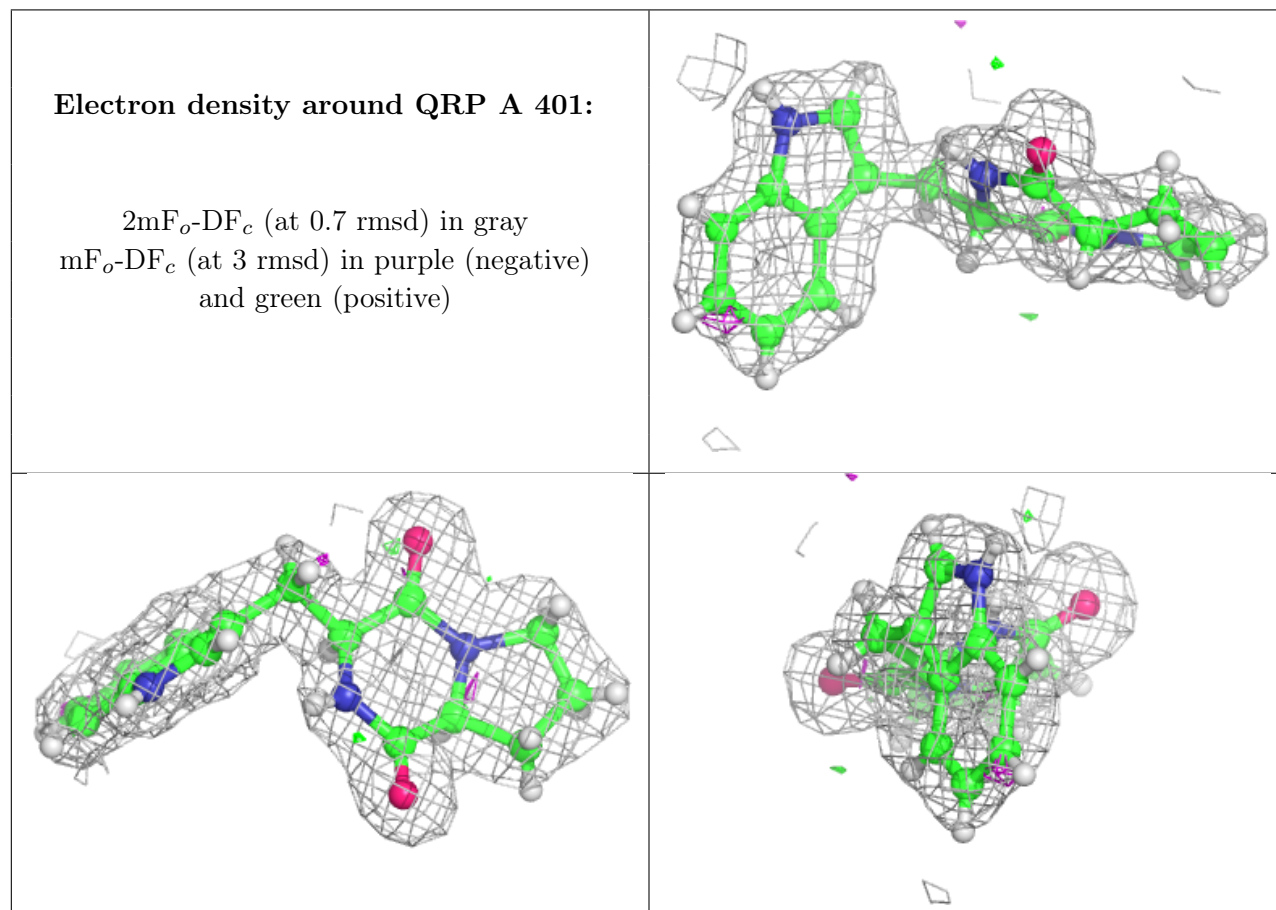 Electron density around QRP A 401:
2mFo-DFc (at 0.7 rmsd) in gray
mFo-DFc (at 3 rmsd) in purple (negative)
and green (positive)